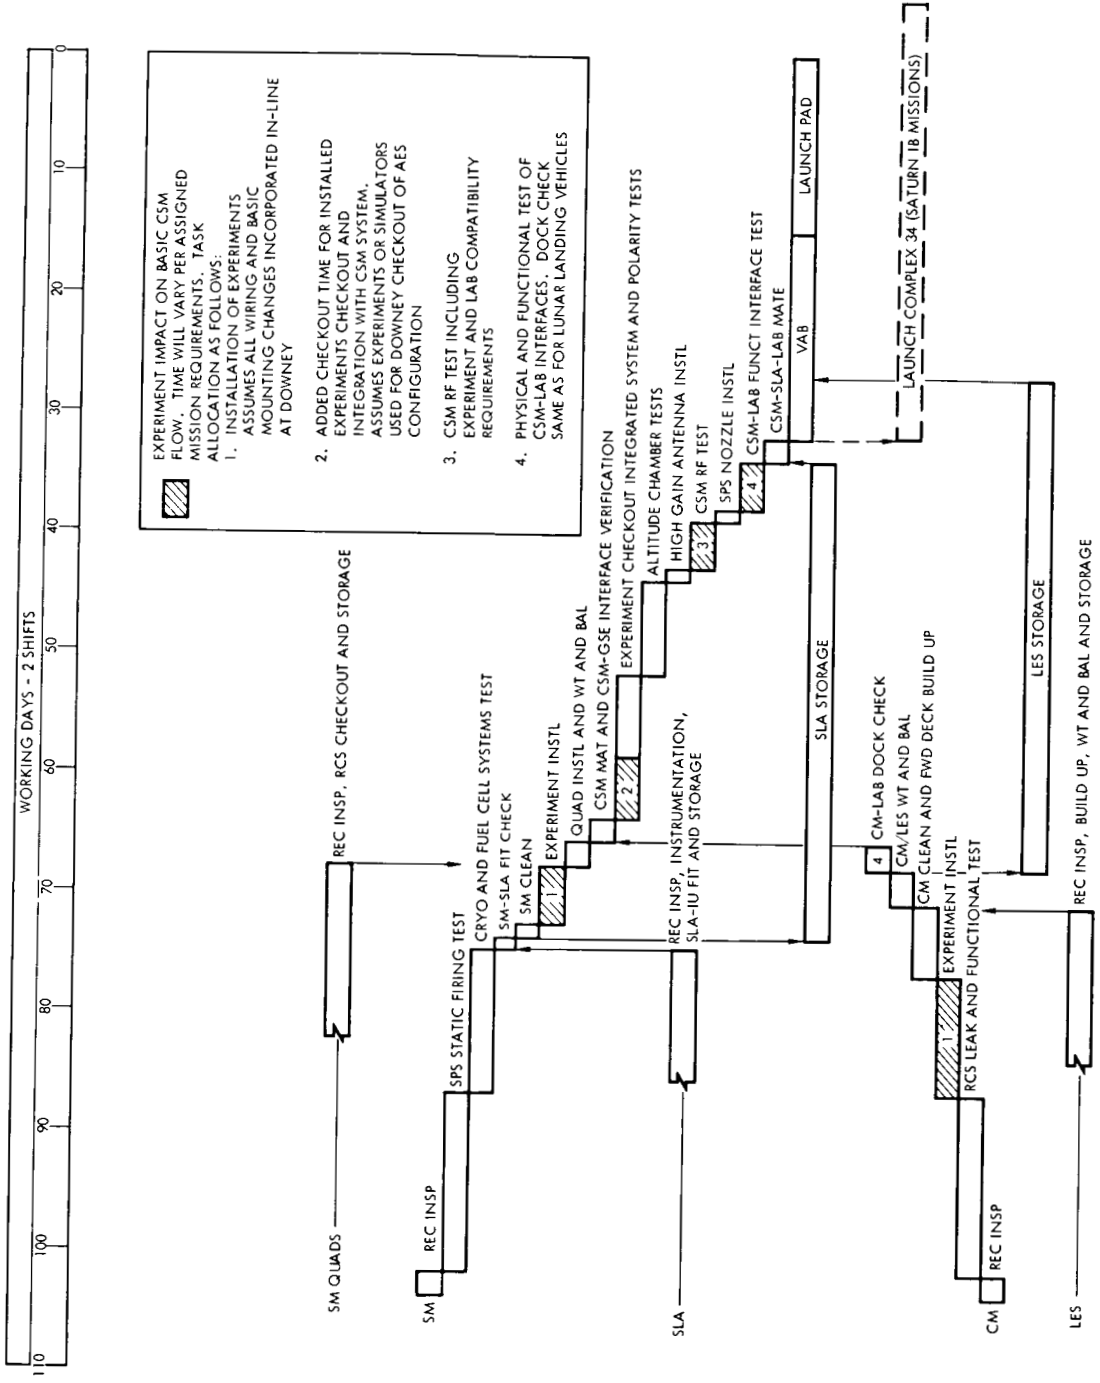 WORKING DAYS - 2 SHIFTS
110
100
90
80
70
60
50
40
30
20
10
0
EXPERIMENT IMPACT ON BASIC CSM
FLOW. TIME WILL VARY PER ASSIGNED
MISSION REQUIREMENTS. TASK
ALLOCATION AS FOLLOWS:
1. INSTALLATION OF EXPERIMENTS
ASSUMES ALL WIRING AND BASIC
MOUNTING CHANGES INCORPORATED IN-LINE
AT DOWNEY
2. ADDED CHECKOUT TIME FOR INSTALLED
EXPERIMENTS CHECKOUT AND
INTEGRATION WITH CSM SYSTEM.
ASSUMES EXPERIMENTS OR SIMULATORS
USED FOR DOWNEY CHECKOUT OF AES
CONFIGURATION
3. CSM RF TEST INCLUDING
EXPERIMENT AND LAB COMPATIBILITY
REQUIREMENTS
4. PHYSICAL AND FUNCTIONAL TEST OF
CSM-LAB INTERFACES. DOCK CHECK
SAME AS FOR LUNAR LANDING VEHICLES
SM QUADS
REC INSP, RCS CHECKOUT AND STORAGE
SM
REC INSP
SPS STATIC FIRING TEST
CRYO AND FUEL CELL SYSTEMS TEST
SM-SLA FIT CHECK
SM CLEAN
1
EXPERIMENT INSTL
QUAD INSTL AND WT AND BAL
CSM MAT AND CSM-GSE INTERFACE VERIFICATION
2
EXPERIMENT CHECKOUT INTEGRATED SYSTEM AND POLARITY TESTS
ALTITUDE CHAMBER TESTS
HIGH GAIN ANTENNA INSTL
3
CSM RF TEST
SPS NOZZLE INSTL
4
CSM-LAB FUNCT INTERFACE TEST
CSM-SLA-LAB MATE
VAB
LAUNCH PAD
SLA
REC INSP, INSTRUMENTATION,
SLA-IU FIT AND STORAGE
SLA STORAGE
LAUNCH COMPLEX 34 (SATURN IB MISSIONS)
4
CM-LAB DOCK CHECK
CM/LES WT AND BAL
CM CLEAN AND FWD DECK BUILD UP
1
EXPERIMENT INSTL
RCS LEAK AND FUNCTIONAL TEST
CM
REC INSP
LES STORAGE
LES
REC INSP, BUILD UP, WT AND BAL AND STORAGE